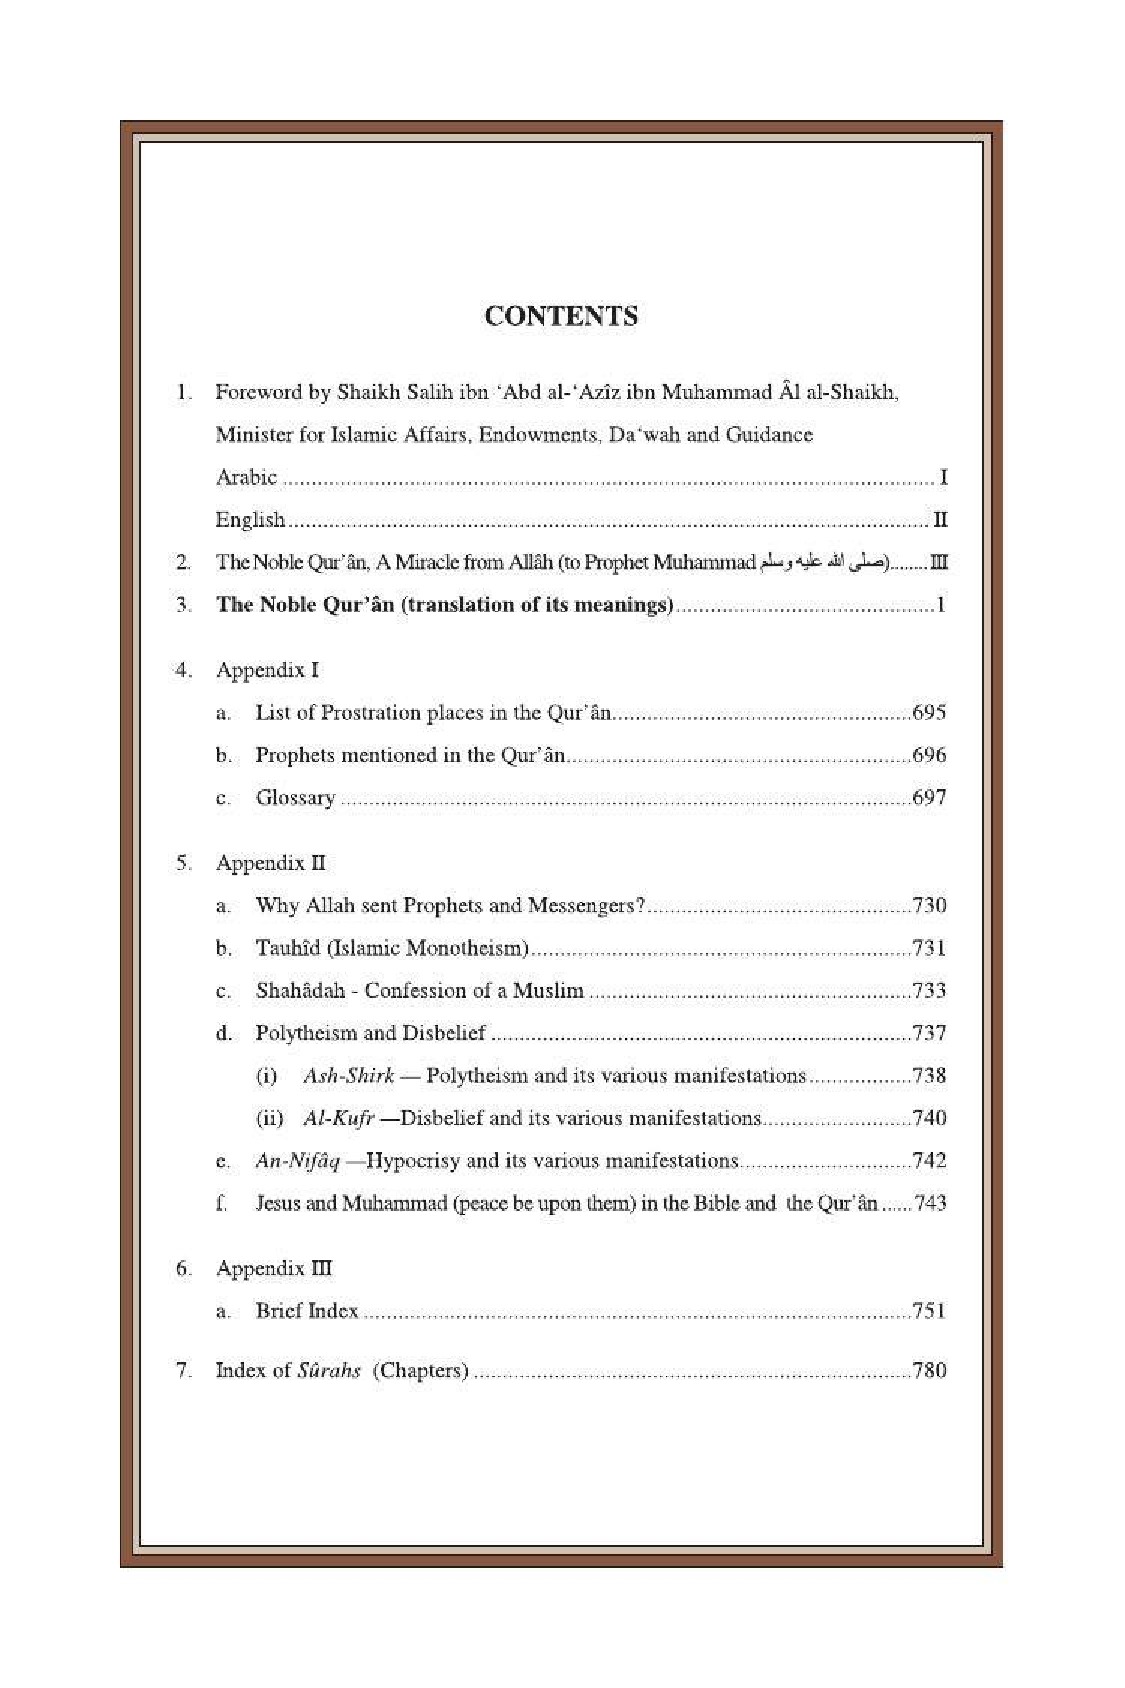 CONTENTS
1. Foreword by Shaikh Salih ibn ‘Abd al-‘Azîz ibn Muhammad Âl al-Shaikh,
Minister for Islamic Affairs, Endowments, Da‘wah and Guidance
Arabic ........ I
English ........ II
2. The Noble Qur’ân, A Miracle from Allâh (to Prophet Muhammad صلى الله عليه وسلم)........ III
3. The Noble Qur’ân (translation of its meanings) ........ 1
4. Appendix I
a. List of Prostration places in the Qur’ân ........ 695
b. Prophets mentioned in the Qur’ân ........ 696
c. Glossary ........ 697
5. Appendix II
a. Why Allah sent Prophets and Messengers? ........ 730
b. Tauhîd (Islamic Monotheism) ........ 731
c. Shahâdah - Confession of a Muslim ........ 733
d. Polytheism and Disbelief ........ 737
(i) Ash-Shirk — Polytheism and its various manifestations ........ 738
(ii) Al-Kufr —Disbelief and its various manifestations ........ 740
e. An-Nifâq —Hypocrisy and its various manifestations ........ 742
f. Jesus and Muhammad (peace be upon them) in the Bible and the Qur’ân ...... 743
6. Appendix III
a. Brief Index ........ 751
7. Index of Sûrahs (Chapters) ........ 780